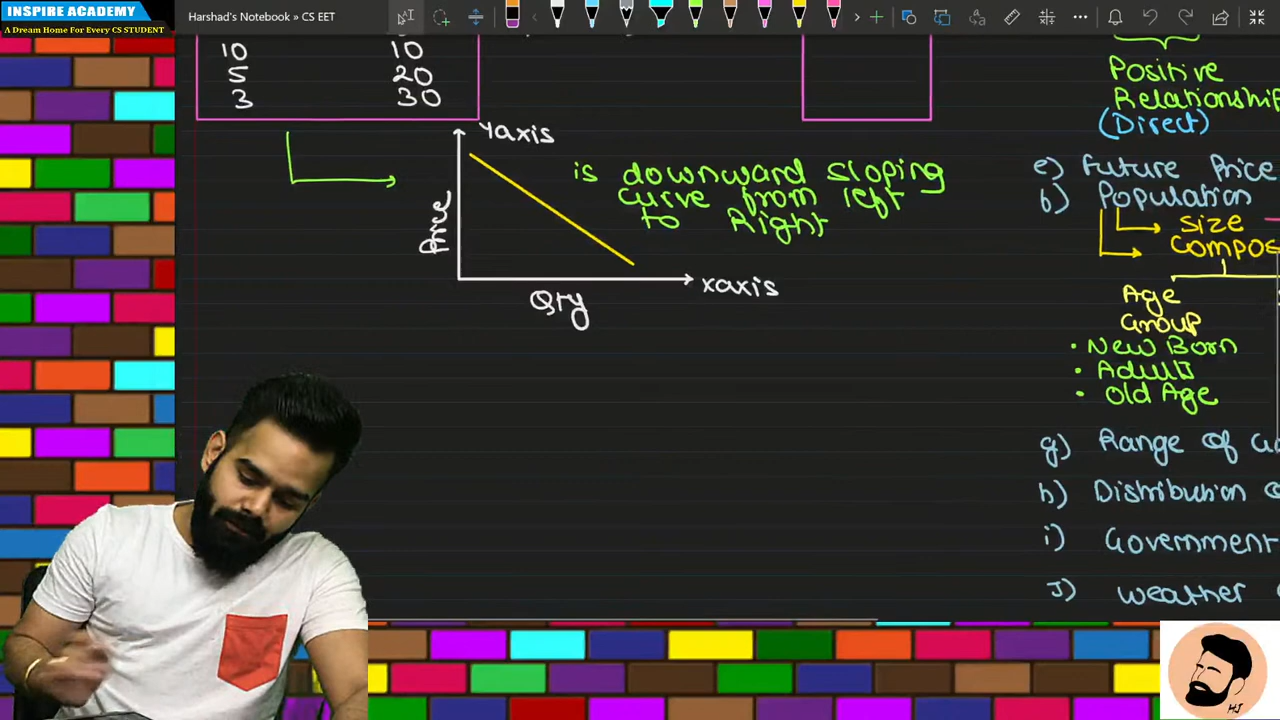 INSPIRE ACADEMY
A Dream Home For Every CS STUDENT
Harshad's Notebook » CS EET
10 10
5 20
3 30
Yaxis
Price
Qty
xaxis
is downward sloping
curve from left
to Right
Positive
Relationship
(Direct)
e) Future Price
b) Population
Size
Compos
Age
Group
• New Born
• Adults
• Old Age
g) Range of
h) Distribution
i) Government
J) weather
HJ